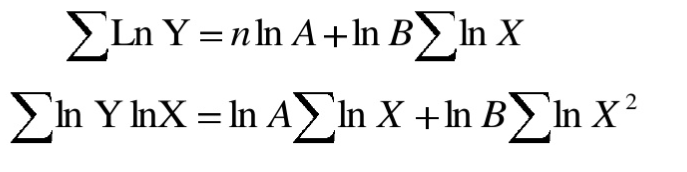 ∑Ln Y = n ln A + ln B∑ln X
∑ln Y lnX = ln A∑ln X + ln B∑ln X²